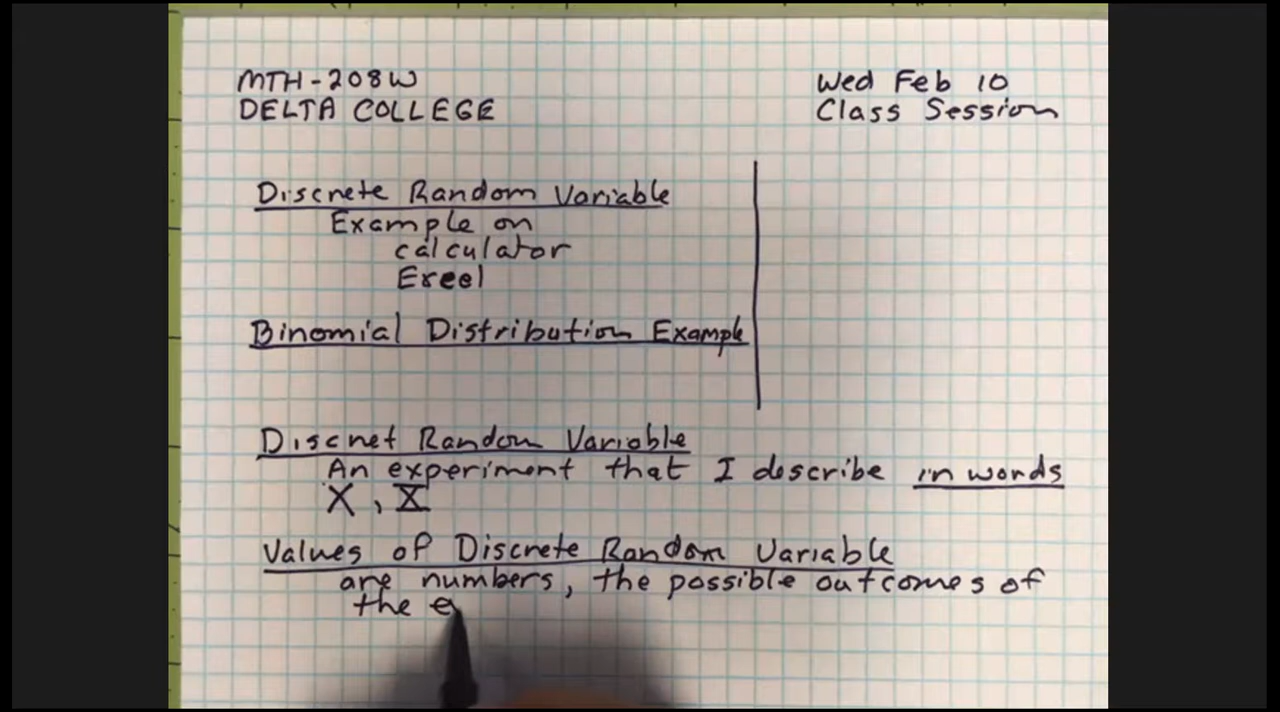 MTH-208W
DELTA COLLEGE
Wed Feb 10
Class Session
Discrete Random Variable
Example on
calculator
Excel
Binomial Distribution Example
Discnet Random Variable
An experiment that I describe in words
X, X
Values of Discrete Random Variable
are numbers, the possible outcomes of
the e